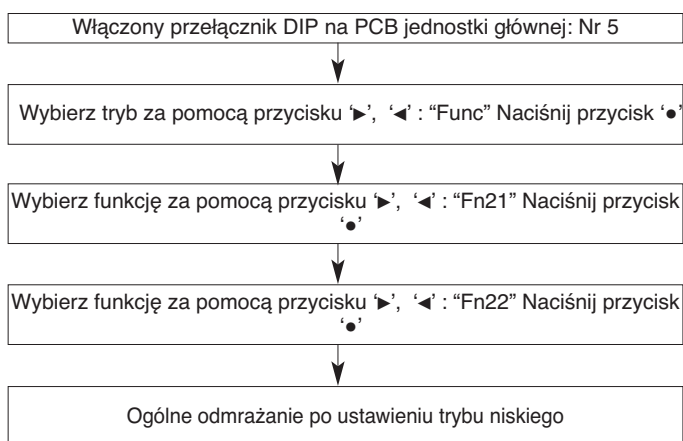 Włączony przełącznik DIP na PCB jednostki głównej: Nr 5
Wybierz tryb za pomocą przycisku ‘►’, ‘◄’ : “Func” Naciśnij przycisk ‘●’
Wybierz funkcję za pomocą przycisku ‘►’, ‘◄’ : “Fn21” Naciśnij przycisk
‘●’
Wybierz funkcję za pomocą przycisku ‘►’, ‘◄’ : “Fn22” Naciśnij przycisk
‘●’
Ogólne odmrażanie po ustawieniu trybu niskiego